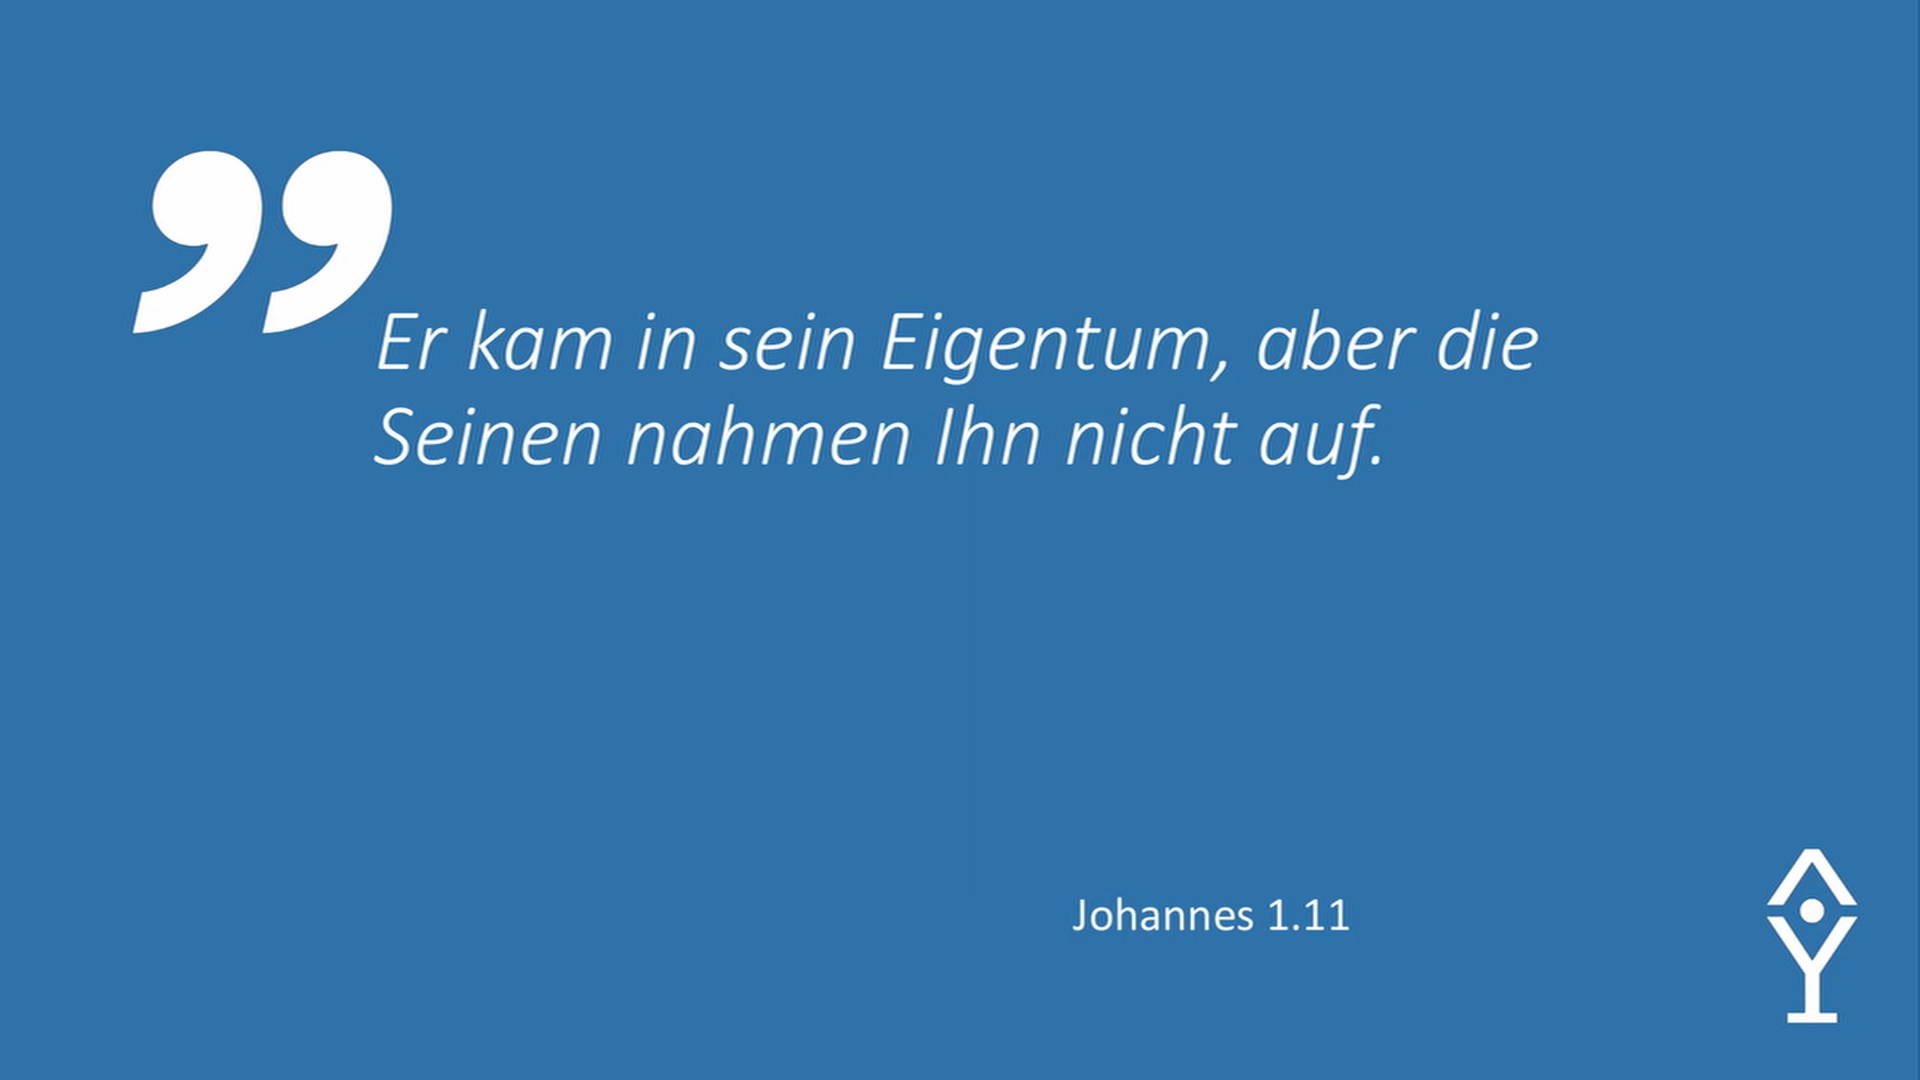 ”
Er kam in sein Eigentum, aber die
Seinen nahmen Ihn nicht auf.
Johannes 1.11